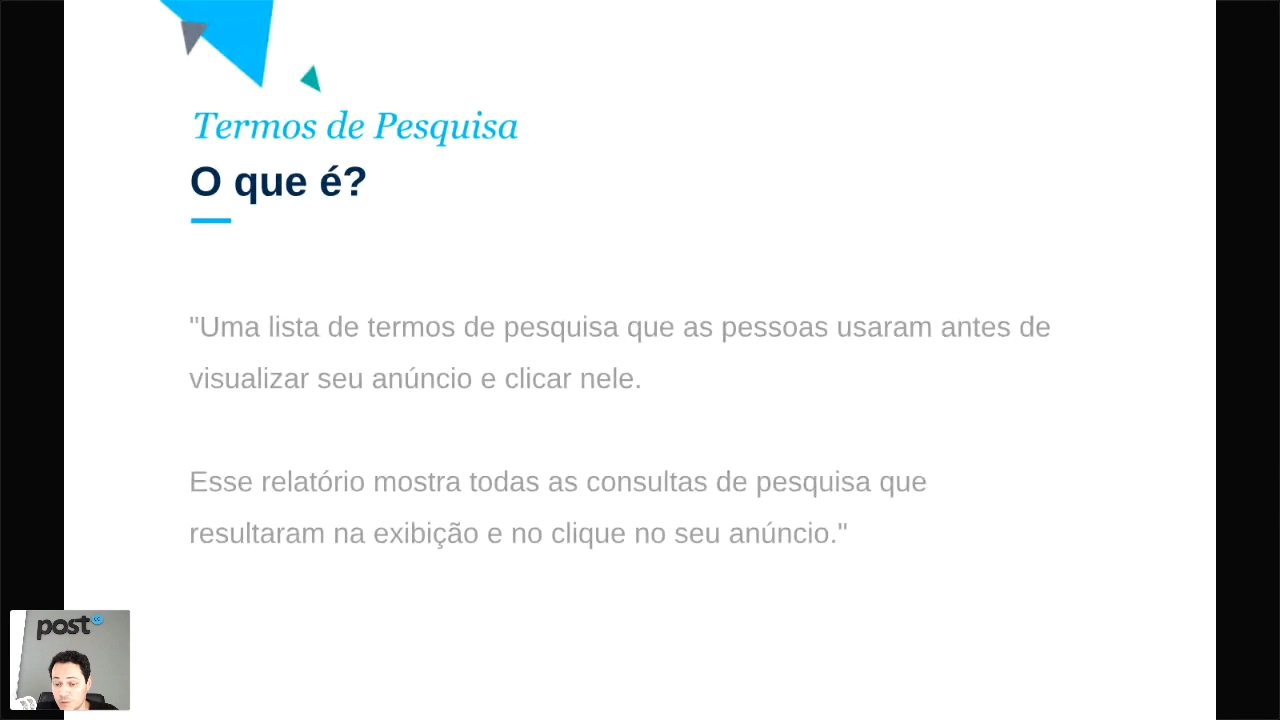 Termos de Pesquisa
O que é?
"Uma lista de termos de pesquisa que as pessoas usaram antes de
visualizar seu anúncio e clicar nele.
Esse relatório mostra todas as consultas de pesquisa que
resultaram na exibição e no clique no seu anúncio."
post